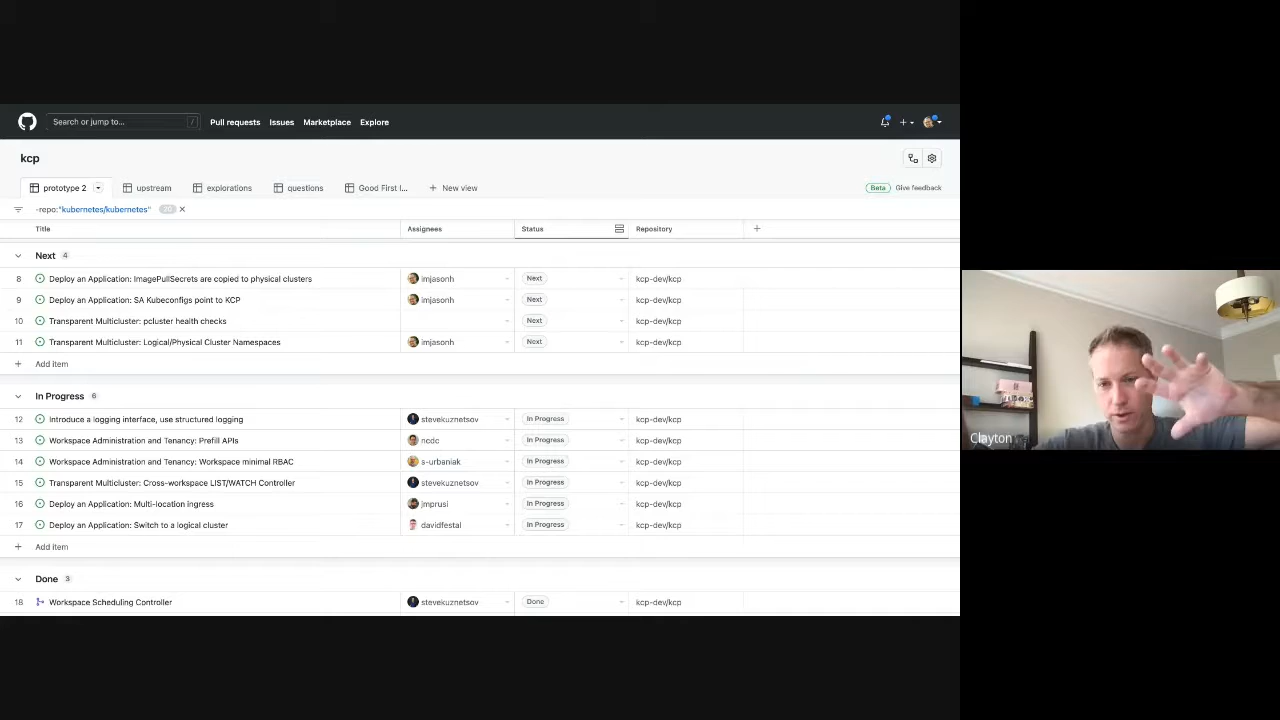 Search or jump to... / Pull requests Issues Marketplace Explore
kcp
prototype 2 upstream explorations questions Good First I... + New view Beta Give feedback
-repo:"kubernetes/kubernetes" 20
Title Assignees Status Repository +
Next 4
8 Deploy an Application: ImagePullSecrets are copied to physical clusters imjasonh Next kcp-dev/kcp
9 Deploy an Application: SA Kubeconfigs point to KCP imjasonh Next kcp-dev/kcp
10 Transparent Multicluster: pcluster health checks Next kcp-dev/kcp
11 Transparent Multicluster: Logical/Physical Cluster Namespaces imjasonh Next kcp-dev/kcp
+ Add item
In Progress 6
12 Introduce a logging interface, use structured logging stevekuznetsov In Progress kcp-dev/kcp
13 Workspace Administration and Tenancy: Prefill APIs ncdc In Progress kcp-dev/kcp
14 Workspace Administration and Tenancy: Workspace minimal RBAC s-urbaniak In Progress kcp-dev/kcp
15 Transparent Multicluster: Cross-workspace LIST/WATCH Controller stevekuznetsov In Progress kcp-dev/kcp
16 Deploy an Application: Multi-location ingress jmprusi In Progress kcp-dev/kcp
17 Deploy an Application: Switch to a logical cluster davidfestal In Progress kcp-dev/kcp
+ Add item
Done 3
18 Workspace Scheduling Controller stevekuznetsov Done kcp-dev/kcp
Clayton